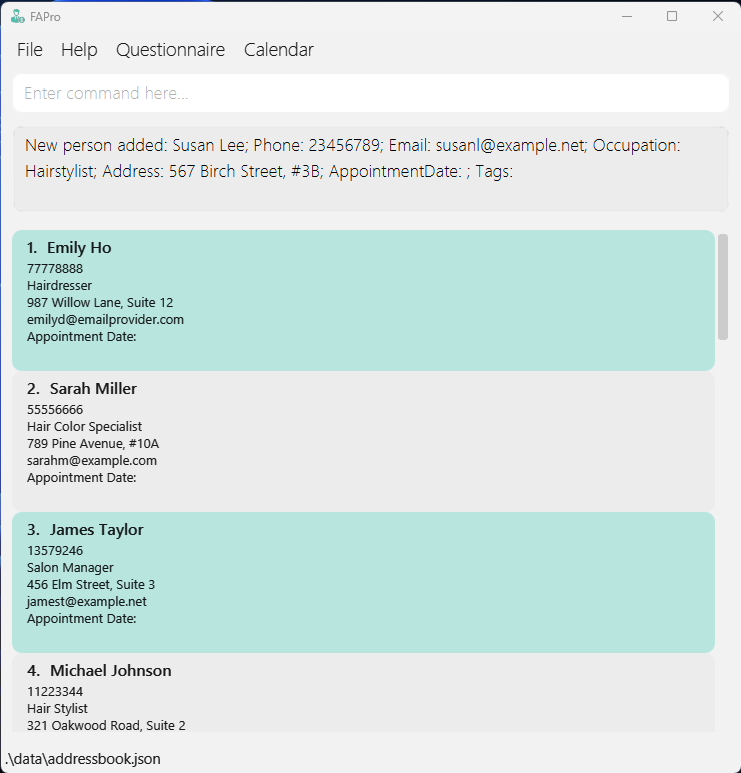 FAPro
File Help Questionnaire Calendar
Enter command here...
New person added: Susan Lee; Phone: 23456789; Email: susanl@example.net; Occupation:
Hairstylist; Address: 567 Birch Street, #3B; AppointmentDate: ; Tags:
1. Emily Ho
77778888
Hairdresser
987 Willow Lane, Suite 12
emilyd@emailprovider.com
Appointment Date:
2. Sarah Miller
55556666
Hair Color Specialist
789 Pine Avenue, #10A
sarahm@example.com
Appointment Date:
3. James Taylor
13579246
Salon Manager
456 Elm Street, Suite 3
jamest@example.net
Appointment Date:
4. Michael Johnson
11223344
Hair Stylist
321 Oakwood Road, Suite 2
.\data\addressbook.json